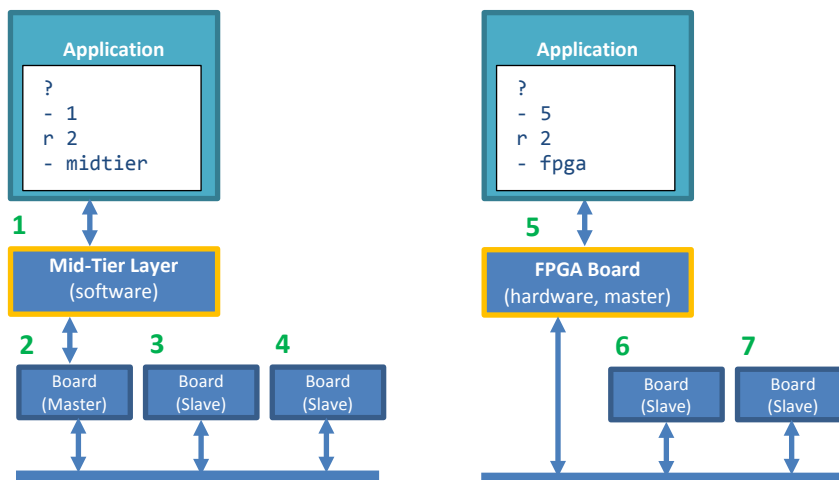 Application
?
- 1
r 2
- midtier
1
Mid-Tier Layer
(software)
2
3
4
Board
(Master)
Board
(Slave)
Board
(Slave)
Application
?
- 5
r 2
- fpga
5
FPGA Board
(hardware, master)
6
7
Board
(Slave)
Board
(Slave)